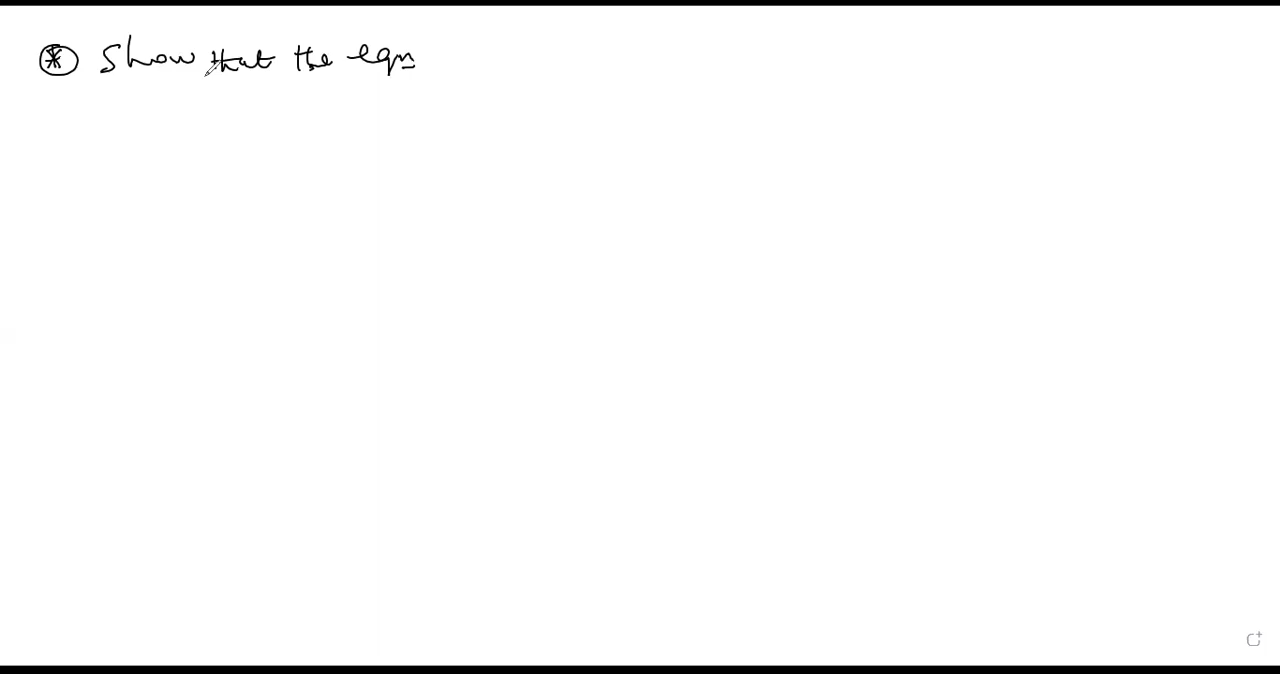 ⊛ Show that the eqn